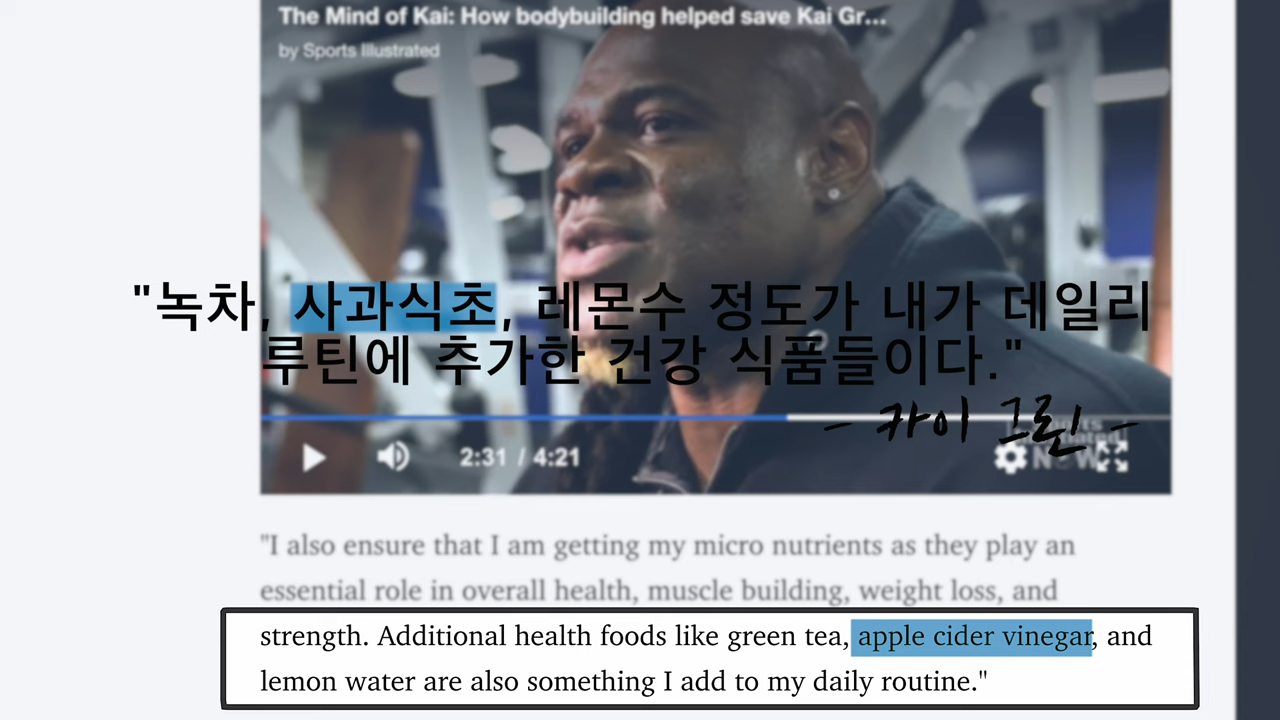 The Mind of Kai: How bodybuilding helped save Kai Gr...
by Sports Illustrated
"녹차, 사과식초, 레몬수 정도가 내가 데일리
루틴에 추가한 건강 식품들이다."
- 카이 그린 -
2:31 / 4:21
"I also ensure that I am getting my micro nutrients as they play an
essential role in overall health, muscle building, weight loss, and
strength. Additional health foods like green tea, apple cider vinegar, and
lemon water are also something I add to my daily routine."